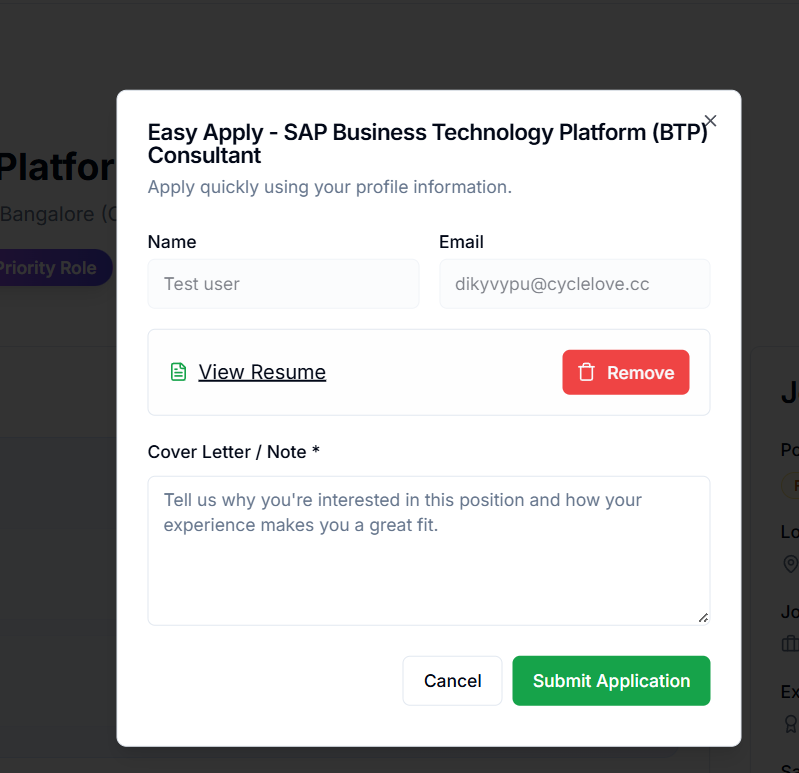 Easy Apply - SAP Business Technology Platform (BTP)
Consultant
Apply quickly using your profile information.
Platfor
Bangalore (
Priority Role
Name
Email
Test user
dikyvypu@cyclelove.cc
View Resume
Remove
Cover Letter / Note *
Tell us why you're interested in this position and how your
experience makes you a great fit.
Cancel
Submit Application
J
Po
Lo
Jo
Ex